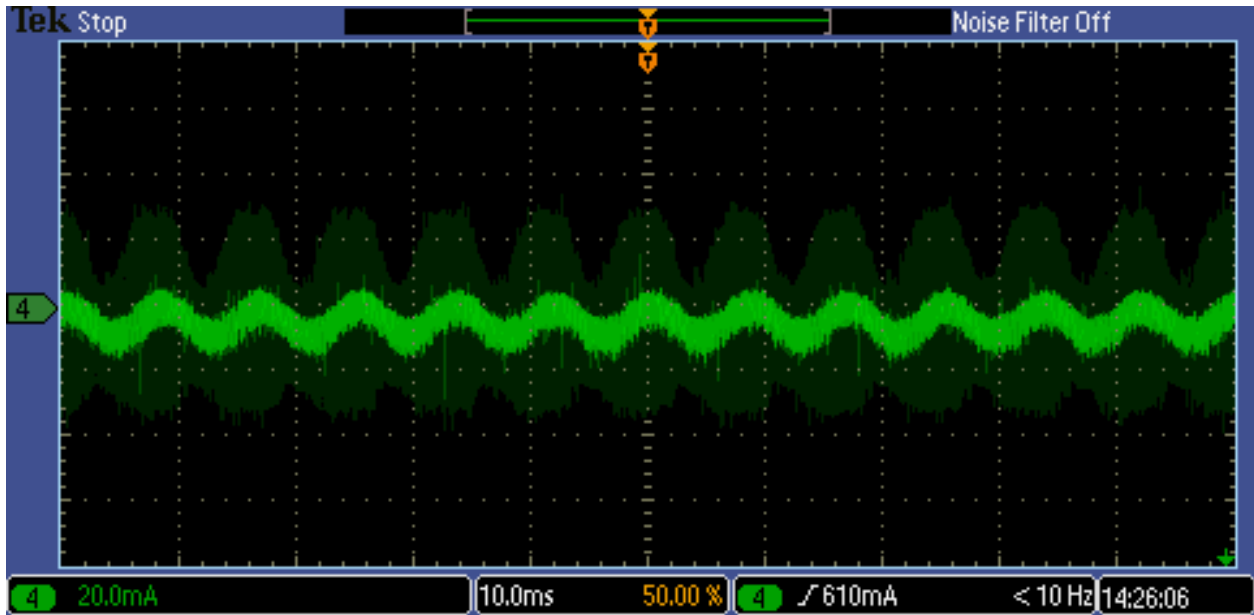 Tek Stop Noise Filter Off
T
T
4
4 20.0mA 10.0ms 50.00 % 4 610mA < 10 Hz 14:26:06